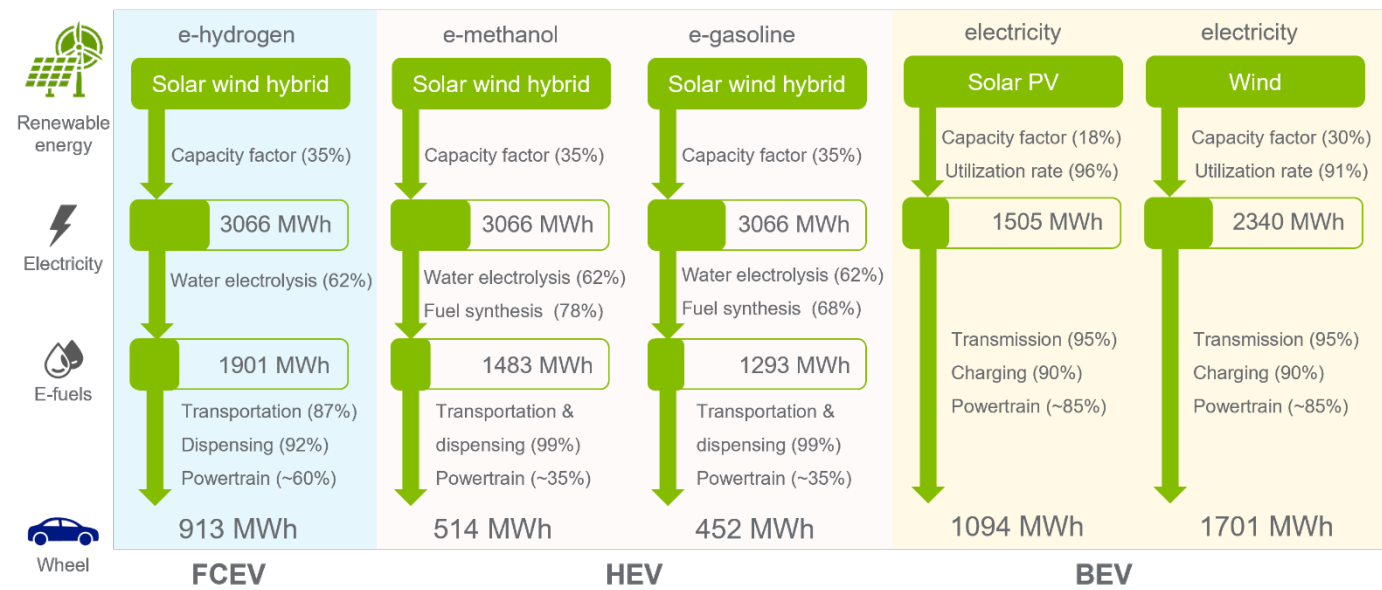 e-hydrogen
e-methanol
e-gasoline
electricity
electricity
Solar wind hybrid
Solar wind hybrid
Solar wind hybrid
Solar PV
Wind
Renewable
energy
Capacity factor (35%)
Capacity factor (35%)
Capacity factor (35%)
Capacity factor (18%)
Utilization rate (96%)
Capacity factor (30%)
Utilization rate (91%)
Electricity
3066 MWh
3066 MWh
3066 MWh
1505 MWh
2340 MWh
Water electrolysis (62%)
Water electrolysis (62%)
Fuel synthesis (78%)
Water electrolysis (62%)
Fuel synthesis (68%)
E-fuels
1901 MWh
1483 MWh
1293 MWh
Transmission (95%)
Charging (90%)
Powertrain (~85%)
Transmission (95%)
Charging (90%)
Powertrain (~85%)
Transportation (87%)
Dispensing (92%)
Powertrain (~60%)
Transportation &
dispensing (99%)
Powertrain (~35%)
Transportation &
dispensing (99%)
Powertrain (~35%)
Wheel
913 MWh
514 MWh
452 MWh
1094 MWh
1701 MWh
FCEV
HEV
BEV